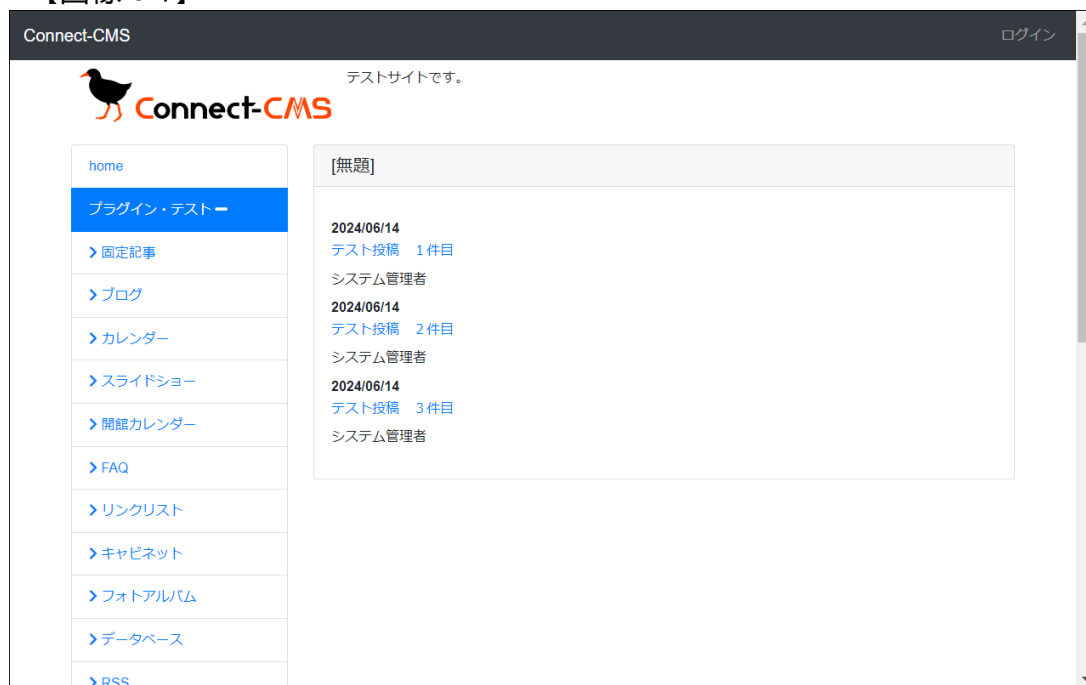 Connect-CMS
ログイン
Connect-CMS
テストサイトです。
home
プラグイン・テスト
固定記事
ブログ
カレンダー
スライドショー
開館カレンダー
FAQ
リンクリスト
キャビネット
フォトアルバム
データベース
RSS
[無題]
2024/06/14
テスト投稿　1件目
システム管理者
2024/06/14
テスト投稿　2件目
システム管理者
2024/06/14
テスト投稿　3件目
システム管理者